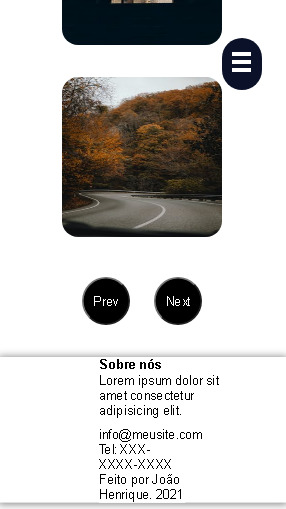 Prev
Next
Sobre nós
Lorem ipsum dolor sit
amet consectetur
adipisicing elit.
info@meusite.com
Tel: XXX-
XXXX-XXXX
Feito por João
Henrique. 2021